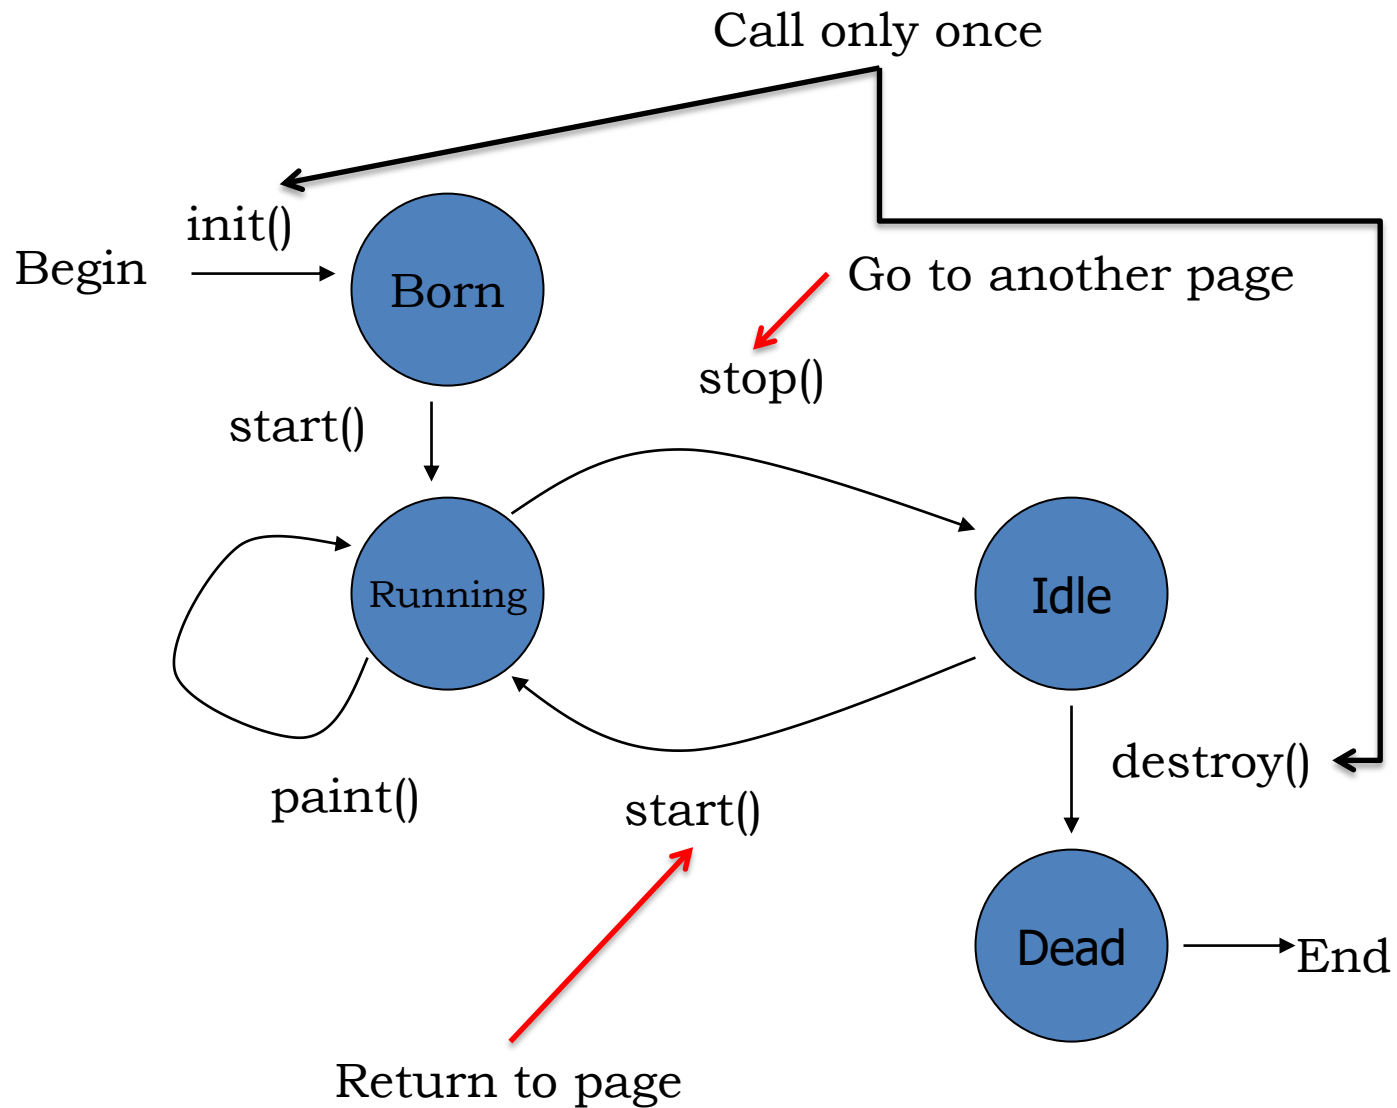 Call only once
init()
Begin
Born
Go to another page
stop()
start()
Running
Idle
destroy()
paint()
start()
Dead
End
Return to page